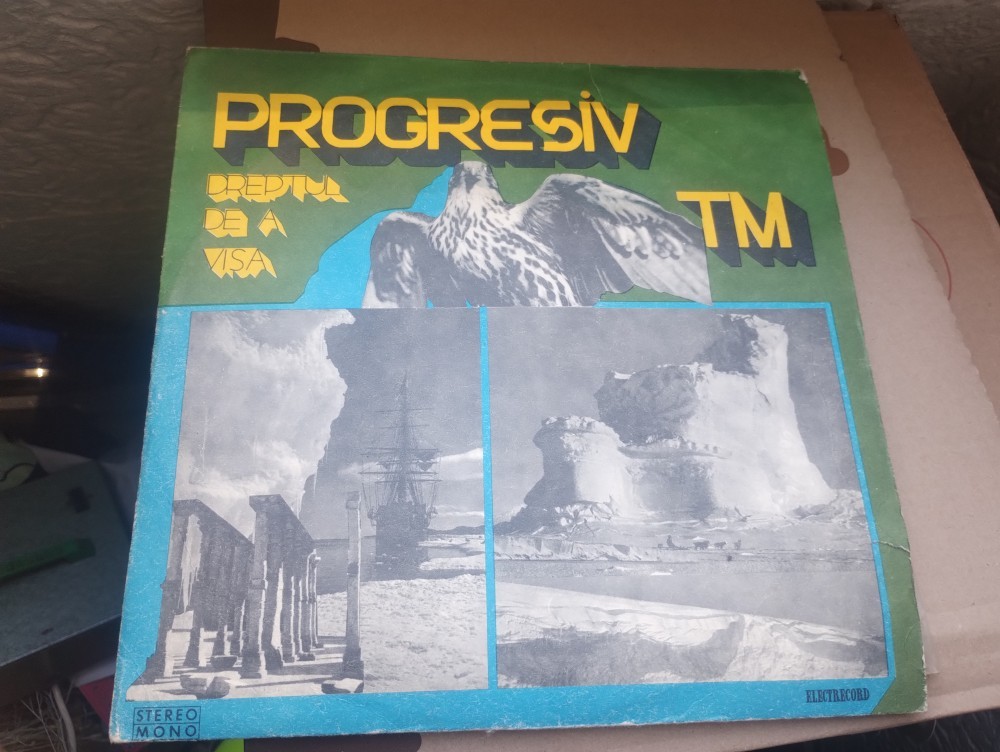 PROGRESiV
TM
DREPTUL
DE A
VISA
STEREO
MONO
ELECTRECORD